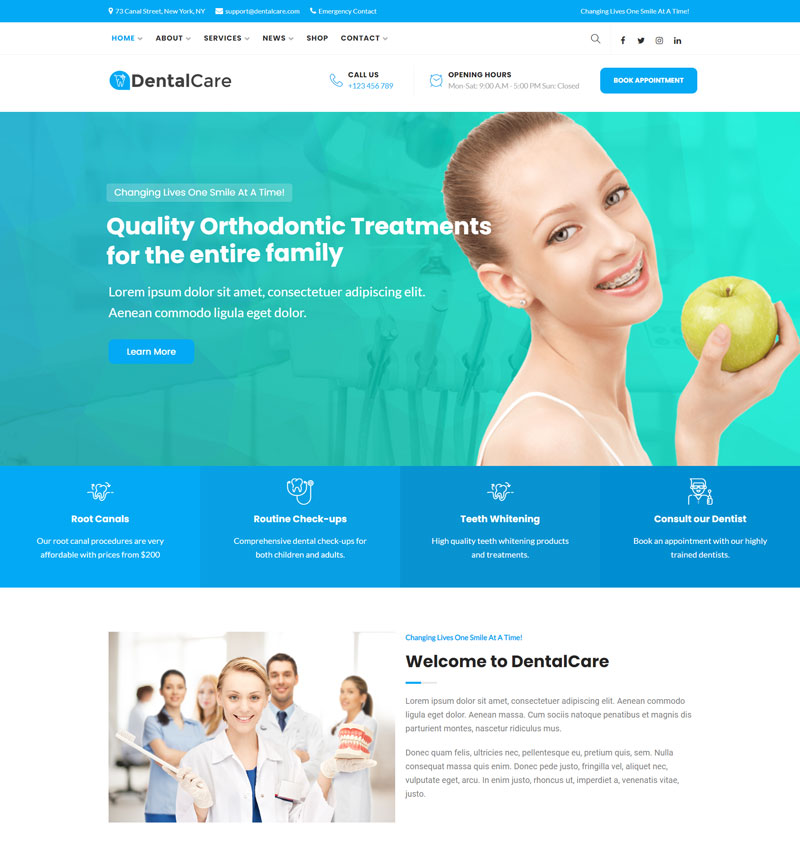 73 Canal Street, New York, NY support@dentalcare.com Emergency Contact Changing Lives One Smile At A Time!
HOME ABOUT SERVICES NEWS SHOP CONTACT
DentalCare
CALL US
+123 456 789
OPENING HOURS
Mon-Sat: 9:00 A.M - 5:00 PM Sun: Closed
BOOK APPOINTMENT
Changing Lives One Smile At A Time!
Quality Orthodontic Treatments
for the entire family
Lorem ipsum dolor sit amet, consectetuer adipiscing elit.
Aenean commodo ligula eget dolor.
Learn More
Root Canals
Our root canal procedures are very
affordable with prices from $200
Routine Check-ups
Comprehensive dental check-ups for
both children and adults.
Teeth Whitening
High quality teeth whitening products
and treatments.
Consult our Dentist
Book an appointment with our highly
trained dentists.
Changing Lives One Smile At A Time!
Welcome to DentalCare
Lorem ipsum dolor sit amet, consectetuer adipiscing elit. Aenean commodo
ligula eget dolor. Aenean massa. Cum sociis natoque penatibus et magnis dis
parturient montes, nascetur ridiculus mus.
Donec quam felis, ultricies nec, pellentesque eu, pretium quis, sem. Nulla
consequat massa quis enim. Donec pede justo, fringilla vel, aliquet nec,
vulputate eget, arcu. In enim justo, rhoncus ut, imperdiet a, venenatis vitae,
justo.